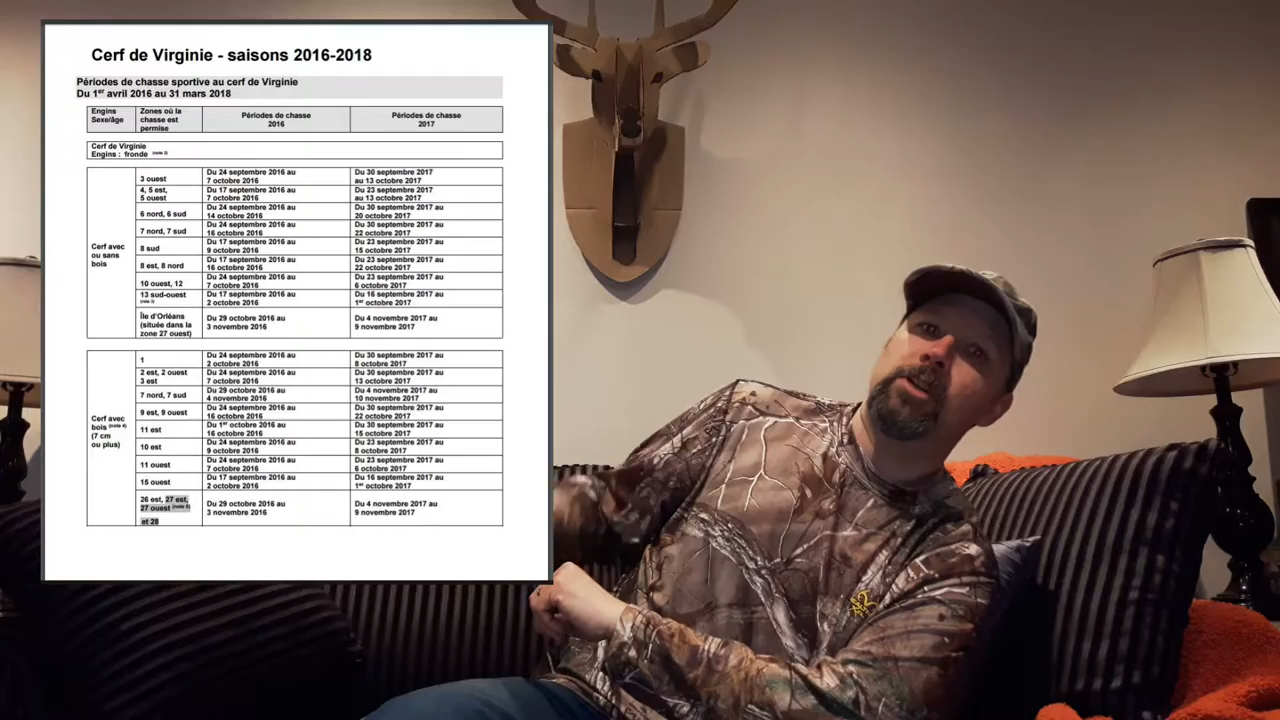 Cerf de Virginie - saisons 2016-2018
Périodes de chasse sportive au cerf de Virginie
Du 1er avril 2016 au 31 mars 2018
Engins
Sexe/âge
Zones où la
chasse est
permise
Périodes de chasse
2016
Périodes de chasse
2017
Cerf de Virginie
Engins : fronde (note 2)
Cerf avec
ou sans
bois
3 ouest
Du 24 septembre 2016 au
7 octobre 2016
Du 30 septembre 2017
au 13 octobre 2017
4, 5 est,
5 ouest
Du 17 septembre 2016 au
7 octobre 2016
Du 23 septembre 2017
au 13 octobre 2017
6 nord, 6 sud
Du 24 septembre 2016 au
14 octobre 2016
Du 30 septembre 2017 au
20 octobre 2017
7 nord, 7 sud
Du 24 septembre 2016 au
16 octobre 2016
Du 30 septembre 2017 au
22 octobre 2017
8 sud
Du 17 septembre 2016 au
9 octobre 2016
Du 23 septembre 2017 au
15 octobre 2017
8 est, 8 nord
Du 17 septembre 2016 au
16 octobre 2016
Du 23 septembre 2017 au
22 octobre 2017
10 ouest, 12
Du 24 septembre 2016 au
7 octobre 2016
Du 23 septembre 2017 au
6 octobre 2017
13 sud-ouest
(note 3)
Du 17 septembre 2016 au
2 octobre 2016
Du 16 septembre 2017 au
1er octobre 2017
Île d'Orléans
(située dans la
zone 27 ouest)
Du 29 octobre 2016 au
3 novembre 2016
Du 4 novembre 2017 au
9 novembre 2017
Cerf avec
bois (note 4)
(7 cm
ou plus)
1
Du 24 septembre 2016 au
2 octobre 2016
Du 30 septembre 2017 au
8 octobre 2017
2 est, 2 ouest
3 est
Du 24 septembre 2016 au
7 octobre 2016
Du 30 septembre 2017 au
13 octobre 2017
7 nord, 7 sud
Du 29 octobre 2016 au
4 novembre 2016
Du 4 novembre 2017 au
10 novembre 2017
9 est, 9 ouest
Du 24 septembre 2016 au
16 octobre 2016
Du 30 septembre 2017 au
22 octobre 2017
11 est
Du 1er octobre 2016 au
16 octobre 2016
Du 30 septembre 2017 au
15 octobre 2017
10 est
Du 24 septembre 2016 au
9 octobre 2016
Du 23 septembre 2017 au
8 octobre 2017
11 ouest
Du 24 septembre 2016 au
7 octobre 2016
Du 23 septembre 2017 au
6 octobre 2017
15 ouest
Du 17 septembre 2016 au
2 octobre 2016
Du 16 septembre 2017 au
1er octobre 2017
26 est, 27 est,
27 ouest (note 5)
et 28
Du 29 octobre 2016 au
3 novembre 2016
Du 4 novembre 2017 au
9 novembre 2017